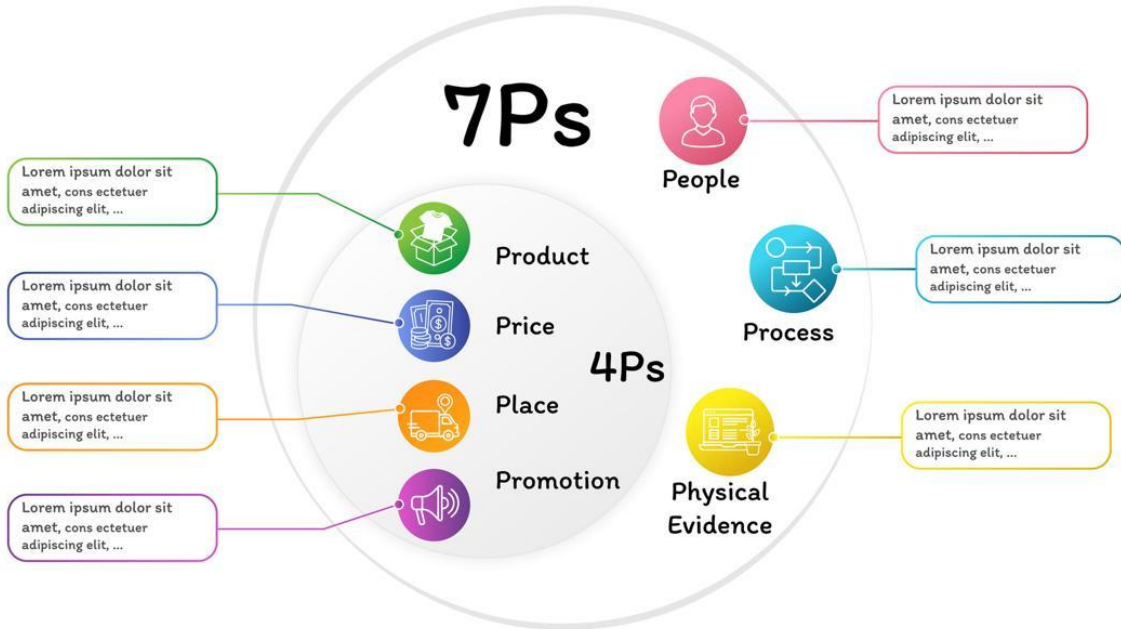 7Ps
Lorem ipsum dolor sit
amet, cons ectetuer
adipiscing elit, ...
People
Lorem ipsum dolor sit
amet, cons ectetuer
adipiscing elit, ...
Product
Lorem ipsum dolor sit
amet, cons ectetuer
adipiscing elit, ...
Process
Lorem ipsum dolor sit
amet, cons ectetuer
adipiscing elit, ...
Price
4Ps
Lorem ipsum dolor sit
amet, cons ectetuer
adipiscing elit, ...
Place
Lorem ipsum dolor sit
amet, cons ectetuer
adipiscing elit, ...
Physical
Evidence
Promotion
Lorem ipsum dolor sit
amet, cons ectetuer
adipiscing elit, ...